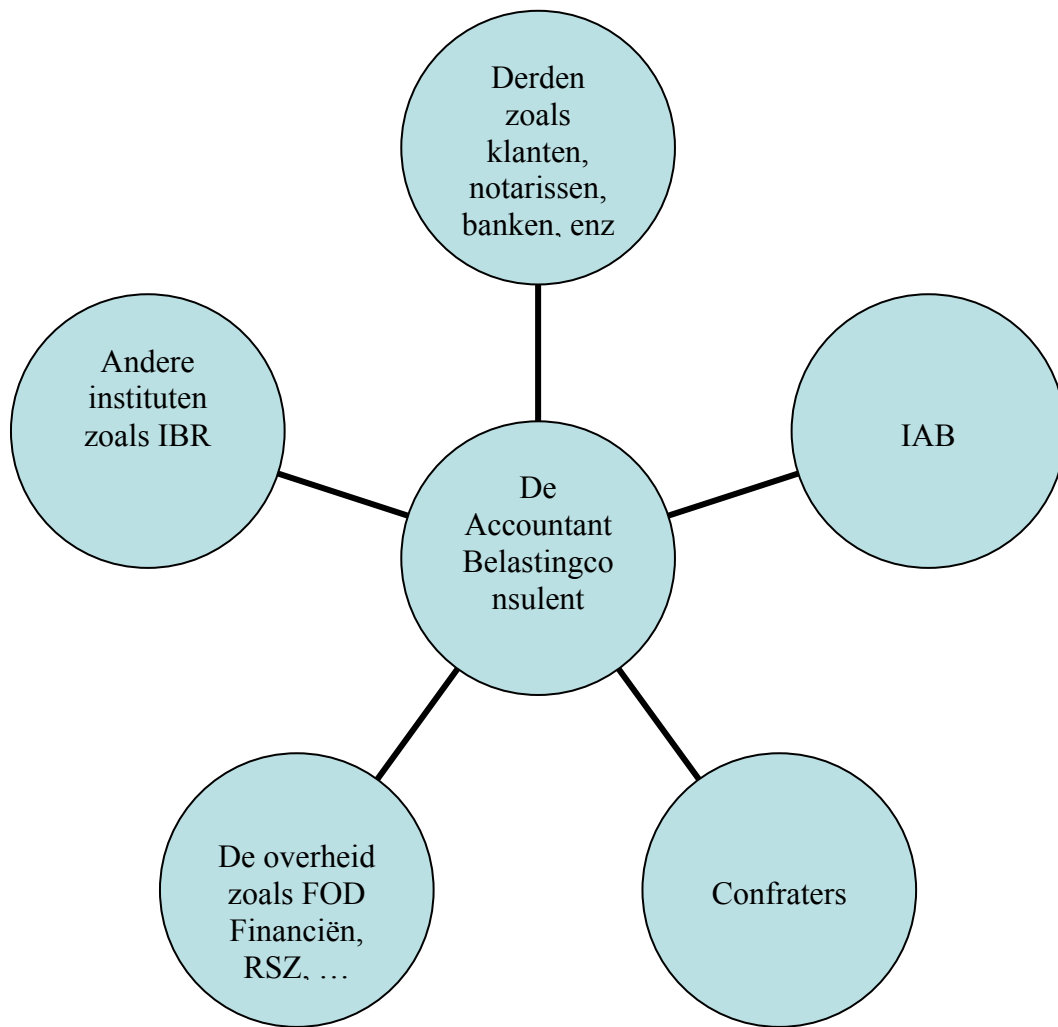 Derden
zoals
klanten,
notarissen,
banken, enz
Andere
instituten
zoals IBR
IAB
De
Accountant
Belastingco
nsulent
De overheid
zoals FOD
Financiën,
RSZ, …
Confraters